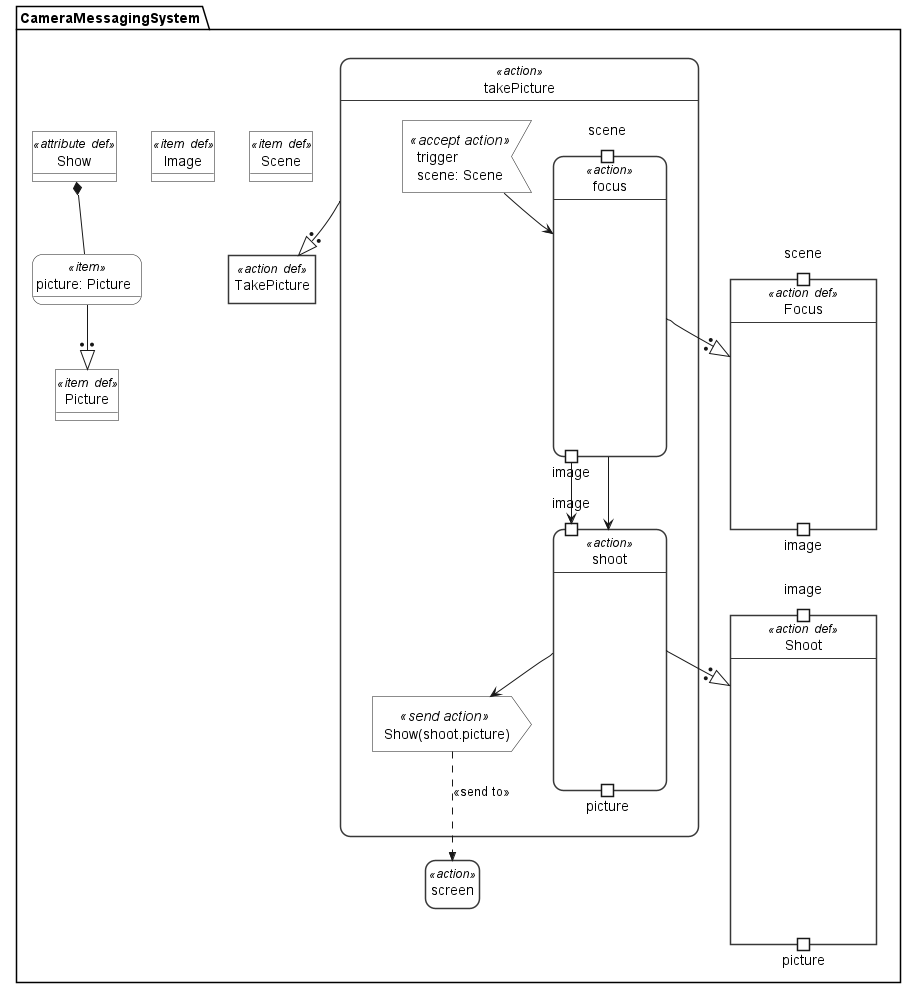 CameraMessagingSystem
«action»
takePicture
«attribute def»
Show
«item def»
Image
«item def»
Scene
«accept action»
trigger
scene: Scene
scene
«action»
focus
«item»
picture: Picture
«action def»
TakePicture
scene
«action def»
Focus
«item def»
Picture
image
image
«action»
shoot
image
image
«action def»
Shoot
«send action»
Show(shoot.picture)
«send to»
picture
«action»
screen
picture